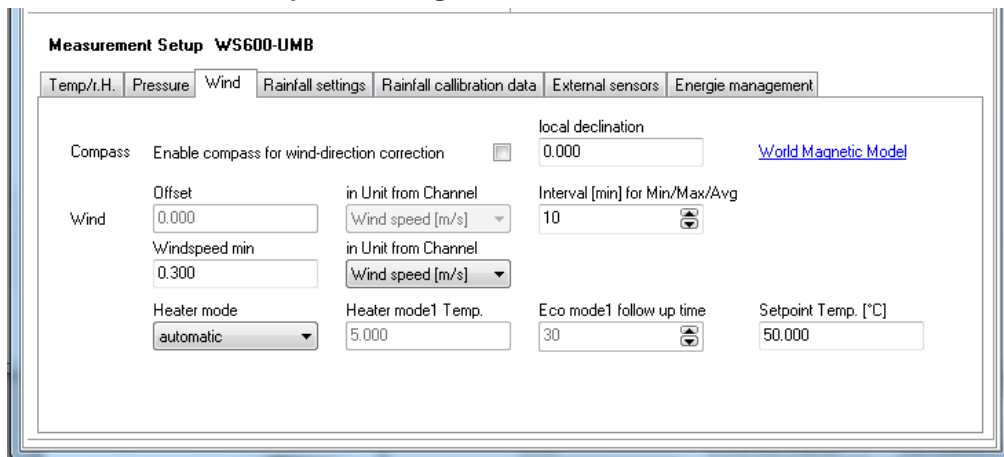 Measurement Setup WS600-UMB
Temp/r.H. Pressure Wind Rainfall settings Rainfall callibration data External sensors Energie management
local declination
Compass Enable compass for wind-direction correction 0.000 World Magnetic Model
Offset in Unit from Channel Interval [min] for Min/Max/Avg
Wind 0.000 Wind speed [m/s] 10
Windspeed min in Unit from Channel
0.300 Wind speed [m/s]
Heater mode Heater mode1 Temp. Eco mode1 follow up time Setpoint Temp. [°C]
automatic 5.000 30 50.000